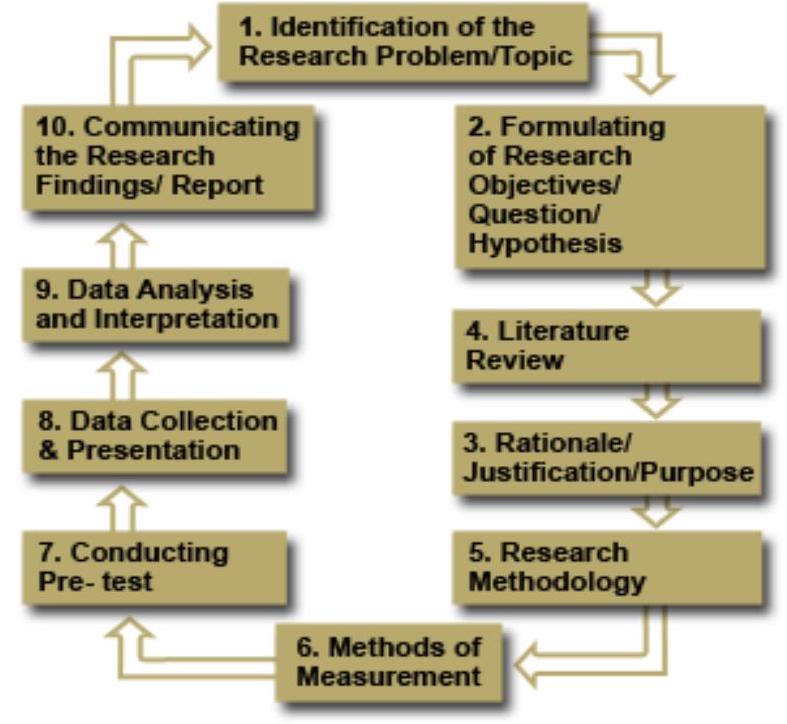 1. Identification of the
Research Problem/Topic
2. Formulating
of Research
Objectives/
Question/
Hypothesis
4. Literature
Review
3. Rationale/
Justification/Purpose
5. Research
Methodology
6. Methods of
Measurement
7. Conducting
Pre- test
8. Data Collection
& Presentation
9. Data Analysis
and Interpretation
10. Communicating
the Research
Findings/ Report